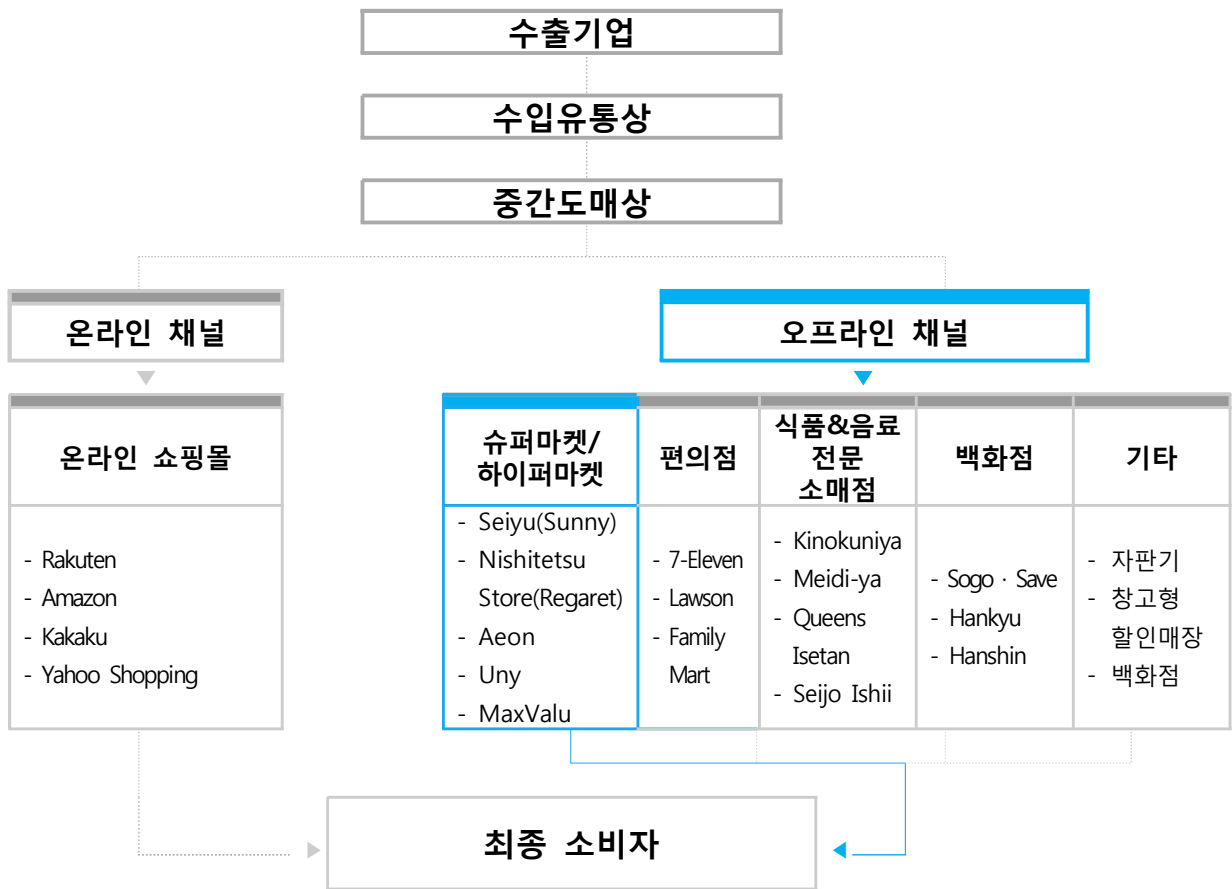 수출기업
수입유통상
중간도매상
온라인 채널
오프라인 채널
온라인 쇼핑몰
- Rakuten
- Amazon
- Kakaku
- Yahoo Shopping
슈퍼마켓/
하이퍼마켓
- Seiyu(Sunny)
- Nishitetsu
Store(Regaret)
- Aeon
- Uny
- MaxValu
편의점
- 7-Eleven
- Lawson
- Family
Mart
식품&음료
전문
소매점
- Kinokuniya
- Meidi-ya
- Queens
Isetan
- Seijo Ishii
백화점
- Sogo · Save
- Hankyu
- Hanshin
기타
- 자판기
- 창고형
할인매장
- 백화점
최종 소비자